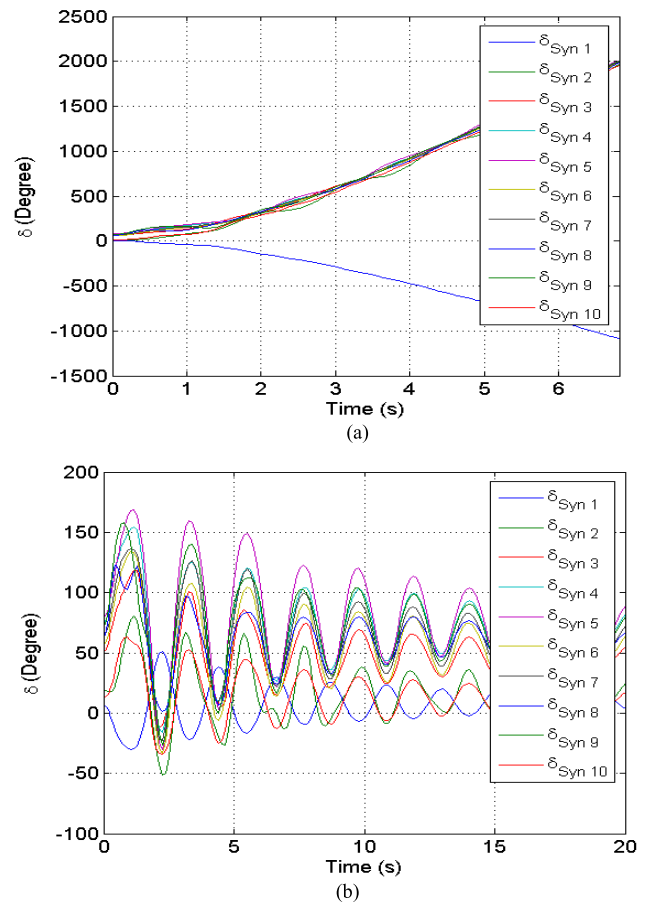 2500
2000
1500
1000
500
0
-500
-1000
-1500
δ (Degree)
0 1 2 3 4 5 6
Time (s)
δSyn 1
δSyn 2
δSyn 3
δSyn 4
δSyn 5
δSyn 6
δSyn 7
δSyn 8
δSyn 9
δSyn 10
(a)
200
150
100
50
0
-50
-100
δ (Degree)
0 5 10 15 20
Time (s)
δSyn 1
δSyn 2
δSyn 3
δSyn 4
δSyn 5
δSyn 6
δSyn 7
δSyn 8
δSyn 9
δSyn 10
(b)